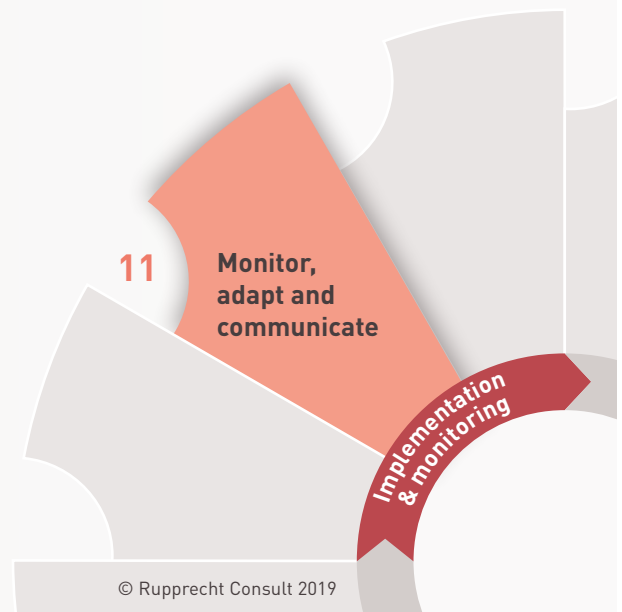 11
Monitor,
adapt and
communicate
Implementation
& monitoring
© Rupprecht Consult 2019